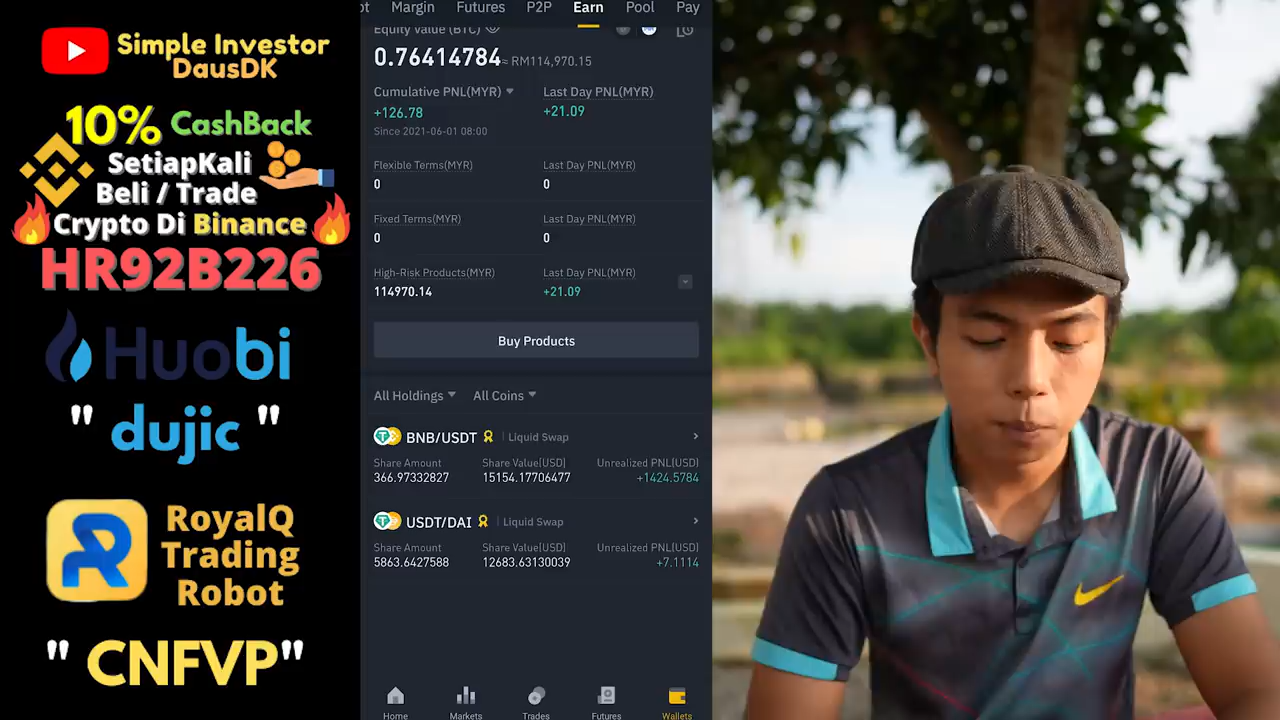 Simple Investor
DausDK
10% CashBack
SetiapKali
Beli / Trade
Crypto Di Binance
HR92B226
Huobi
" dujic "
RoyalQ
Trading
Robot
" CNFVP"
ot Margin Futures P2P Earn Pool Pay
Equity Value (BTC)
0.76414784≈ RM114,970.15
Cumulative PNL(MYR) Last Day PNL(MYR)
+126.78 +21.09
Since 2021-06-01 08:00
Flexible Terms(MYR) Last Day PNL(MYR)
0 0
Fixed Terms(MYR) Last Day PNL(MYR)
0 0
High-Risk Products(MYR) Last Day PNL(MYR)
114970.14 +21.09
Buy Products
All Holdings All Coins
BNB/USDT | Liquid Swap
Share Amount Share Value(USD) Unrealized PNL(USD)
366.97332827 15154.17706477 +1424.5784
USDT/DAI | Liquid Swap
Share Amount Share Value(USD) Unrealized PNL(USD)
5863.6427588 12683.63130039 +7.1114
Home Markets Trades Futures Wallets